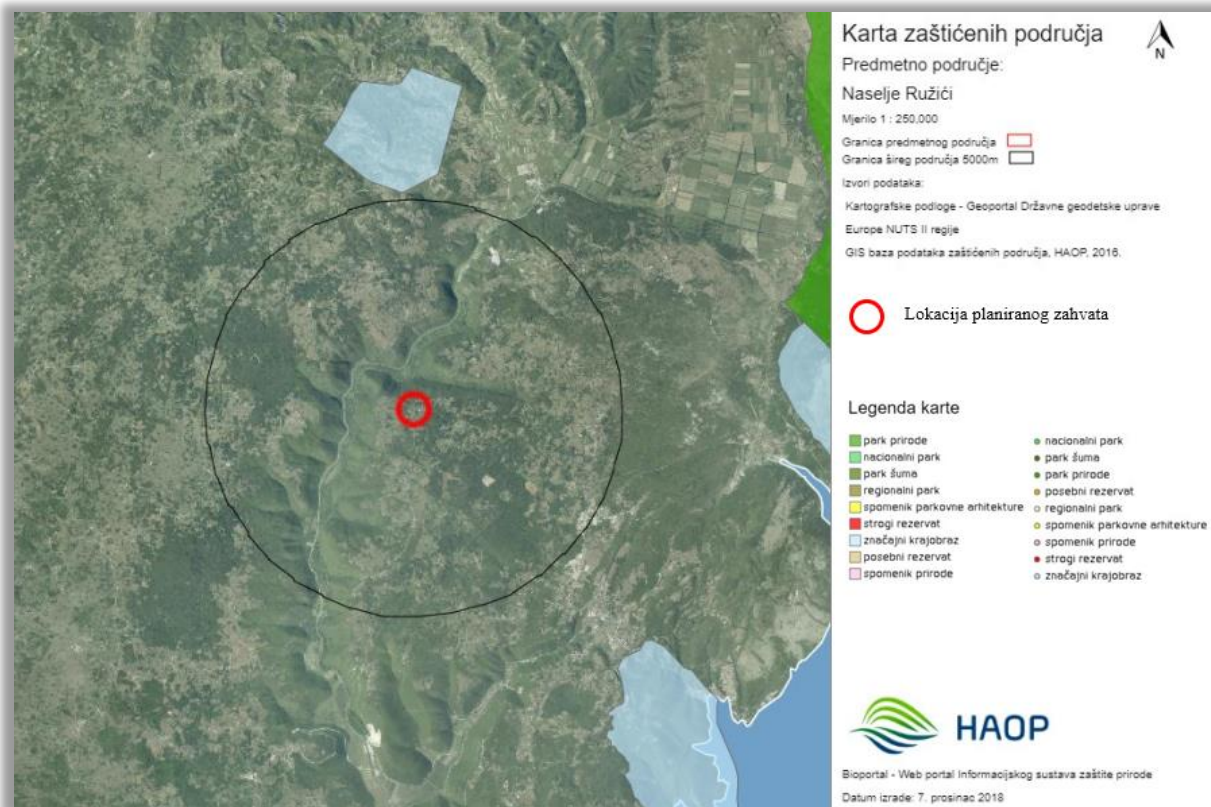 Karta zaštićenih područja
N
Predmetno područje:
Naselje Ružići
Mjerilo 1 : 250,000
Granica predmetnog područja
Granica šireg područja 5000m
Izvori podataka:
Kartografske podloge - Geoportal Državne geodetske uprave
Europe NUTS II regije
GIS baza podataka zaštićenih područja, HAOP, 2016.
Lokacija planiranog zahvata
Legenda karte
park prirode
nacionalni park
park šuma
regionalni park
spomenik parkovne arhitekture
strogi rezervat
značajni krajobraz
posebni rezervat
spomenik prirode
nacionalni park
park šuma
park prirode
posebni rezervat
regionalni park
spomenik parkovne arhitekture
spomenik prirode
strogi rezervat
značajni krajobraz
HAOP
Bioportal - Web portal Informacijskog sustava zaštite prirode
Datum izrade: 7. prosinac 2018